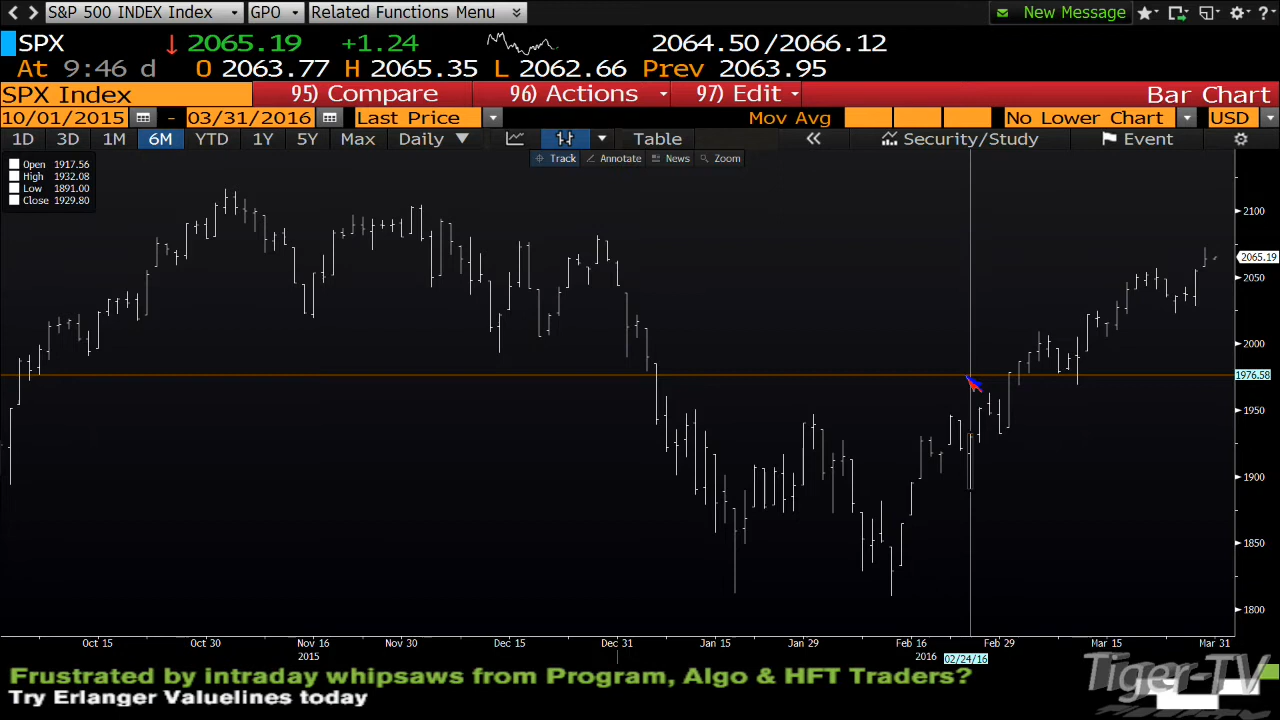 S&P 500 INDEX Index GPO Related Functions Menu New Message
SPX 2065.19 +1.24 2064.50/2066.12
At 9:46 d O 2063.77 H 2065.35 L 2062.66 Prev 2063.95
SPX Index 95) Compare 96) Actions 97) Edit Bar Chart
10/01/2015 - 03/31/2016 Last Price Mov Avg No Lower Chart USD
1D 3D 1M 6M YTD 1Y 5Y Max Daily Table Security/Study Event
Track Annotate News Zoom
Open 1917.56
High 1932.08
Low 1891.00
Close 1929.80
2100
2065.19
2050
2000
1976.58
1950
1900
1850
1800
Oct 15 Oct 30 Nov 16 Nov 30 Dec 15 Dec 31 Jan 15 Jan 29 Feb 16 Feb 29 Mar 15 Mar 31
2015 2016 02/24/16
Frustrated by intraday whipsaws from Program, Algo & HFT Traders?
Try Erlanger Valuelines today
Tiger-TV